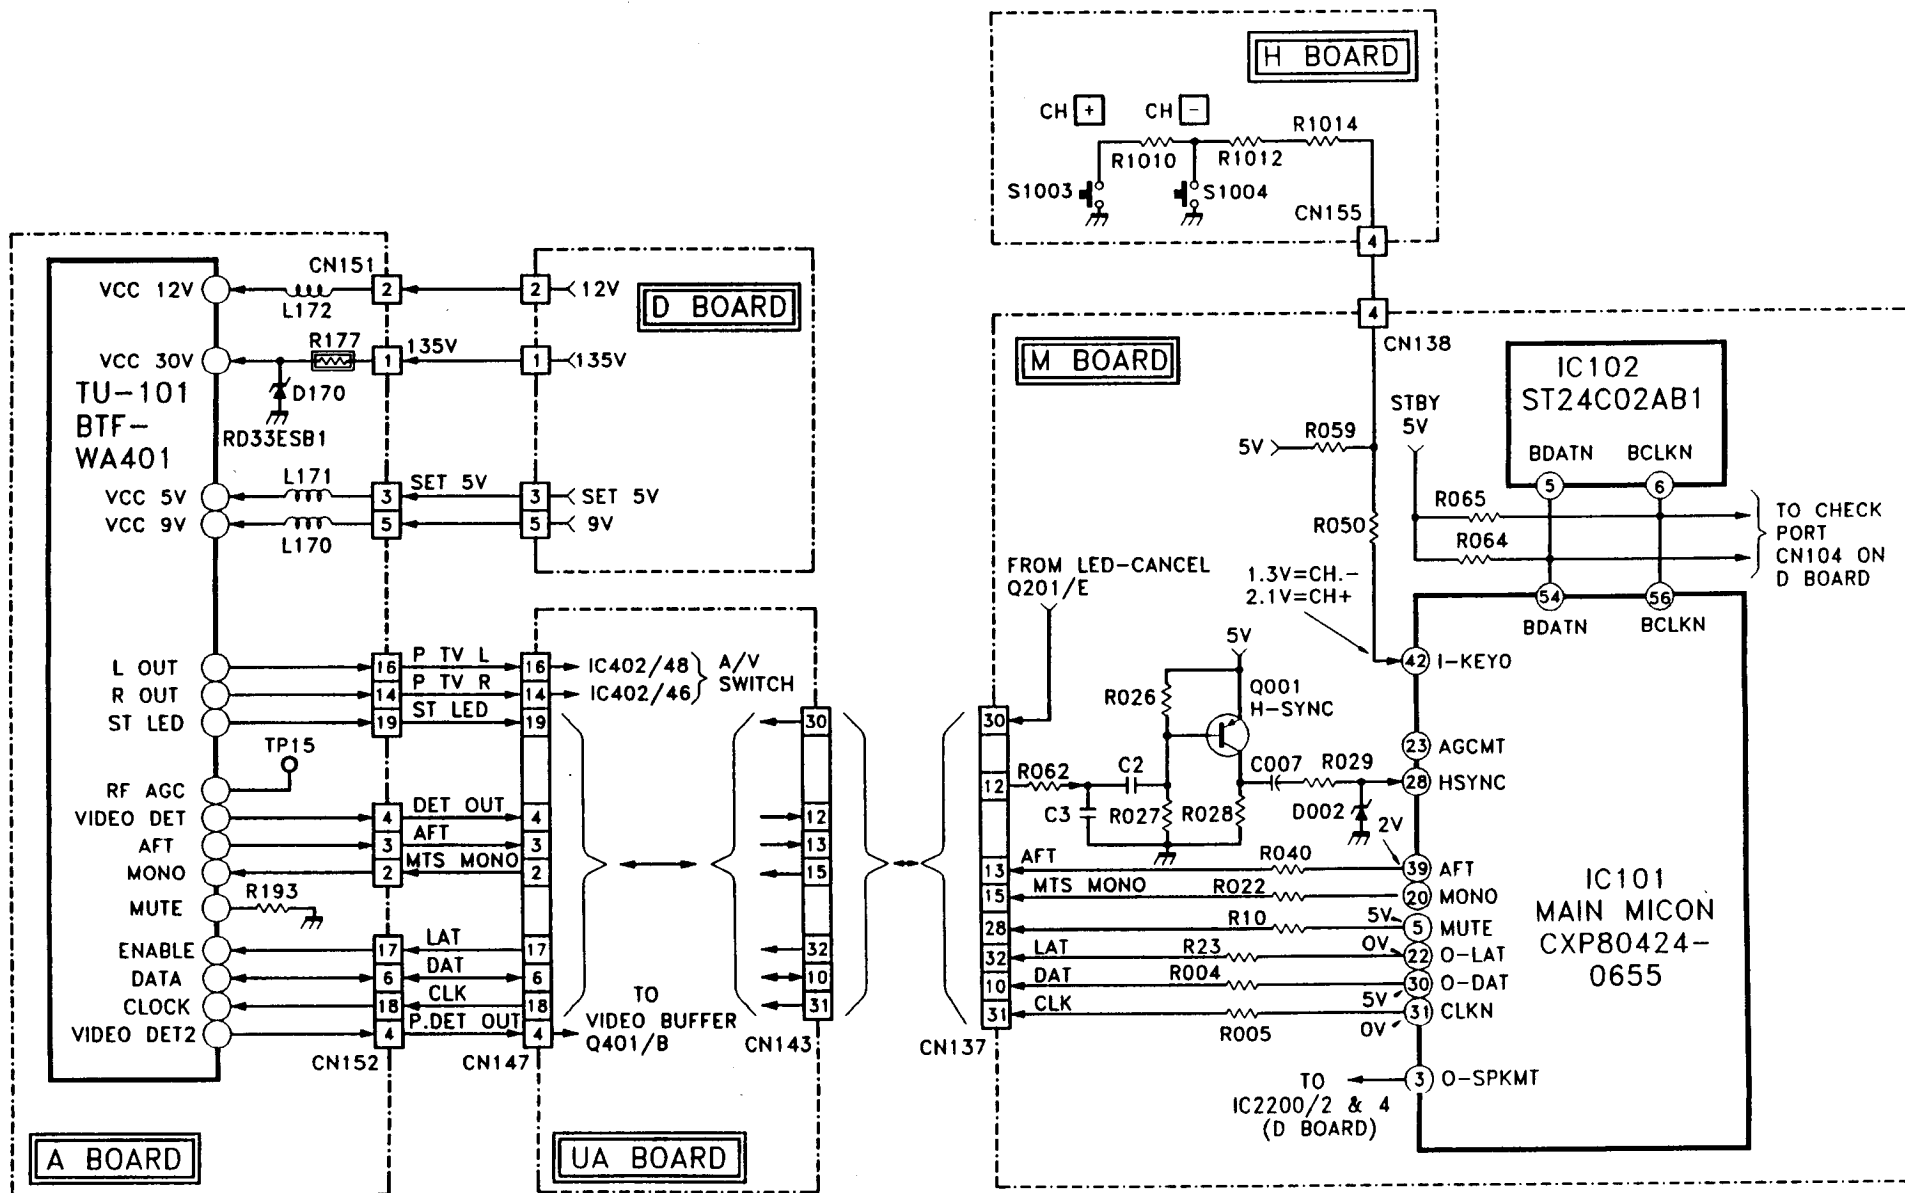 H BOARD
CH +
CH -
R1010
R1012
R1014
S1003
S1004
CN155
4
4
CN138
M BOARD
IC102
ST24C02AB1
BDATN
BCLKN
5
6
STBY
5V
5V
R059
R065
R064
R050
TO CHECK
PORT
CN104 ON
D BOARD
1.3V=CH.-
2.1V=CH+
54
56
BDATN
BCLKN
FROM LED-CANCEL
Q201/E
5V
Q001
H-SYNC
R026
42 I-KEYO
23 AGCMT
28 HSYNC
R062
C2
C3
R027
R028
C007
R029
D002
2V
AFT
R040
39 AFT
MTS MONO
R022
20 MONO
R10
5V
5 MUTE
LAT
R23
0V
22 O-LAT
DAT
R004
30 O-DAT
5V
CLK
R005
0V
31 CLKN
3 O-SPKMT
TO
IC2200/2 & 4
(D BOARD)
IC101
MAIN MICON
CXP80424-
0655
30
12
13
15
28
32
10
31
CN137
30
12
13
15
32
10
31
CN143
D BOARD
2 12V
1 135V
3 SET 5V
5 9V
CN151
2
1 135V
3 SET 5V
5
L172
R177
D170
RD33ESB1
L171
L170
VCC 12V
VCC 30V
TU-101
BTF-
WA401
VCC 5V
VCC 9V
L OUT
R OUT
ST LED
RF AGC
VIDEO DET
AFT
MONO
MUTE
ENABLE
DATA
CLOCK
VIDEO DET2
TP15
R193
16 P TV L 16
14 P TV R 14
19 ST LED 19
4 DET OUT 4
3 AFT 3
2 MTS MONO 2
17 LAT 17
6 DAT 6
18 CLK 18
4 P.DET OUT 4
CN152
CN147
IC402/48
IC402/46
A/V
SWITCH
TO
VIDEO BUFFER
Q401/B
A BOARD
UA BOARD